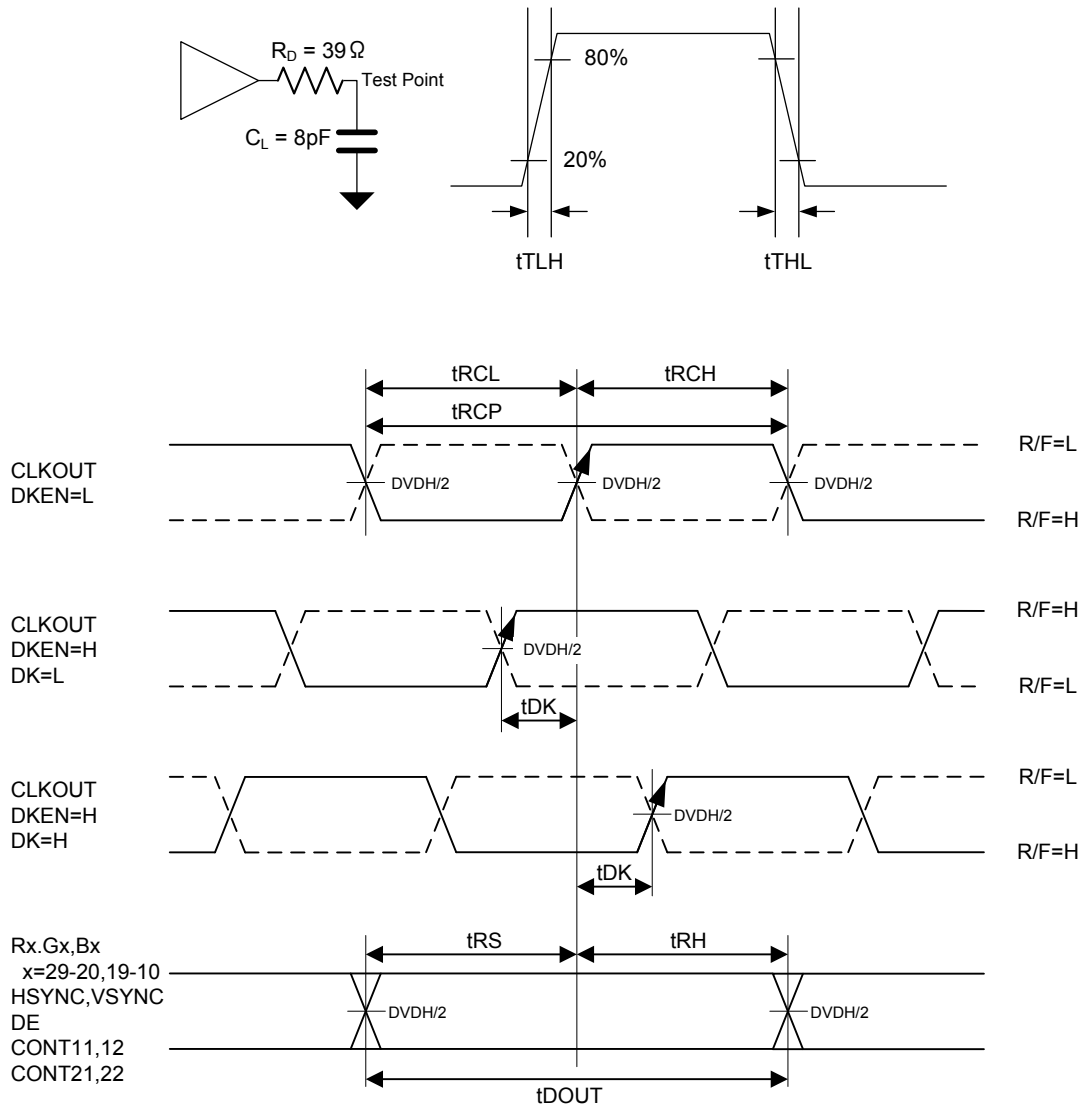 R_D = 39Ω
Test Point
C_L = 8pF
80%
20%
tTLH
tTHL
tRCL
tRCH
tRCP
CLKOUT
DKEN=L
DVDH/2
DVDH/2
DVDH/2
R/F=L
R/F=H
CLKOUT
DKEN=H
DK=L
DVDH/2
R/F=H
R/F=L
tDK
CLKOUT
DKEN=H
DK=H
DVDH/2
R/F=L
R/F=H
tDK
Rx.Gx,Bx
x=29-20,19-10
HSYNC,VSYNC
DE
CONT11,12
CONT21,22
tRS
tRH
DVDH/2
DVDH/2
tDOUT